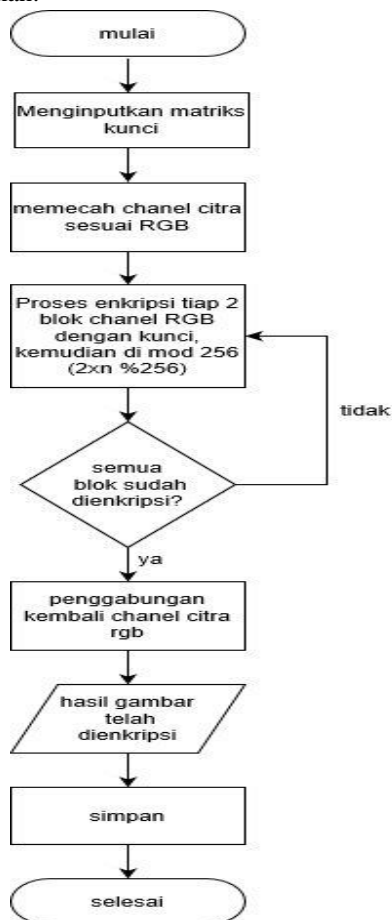 mulai
Menginputkan matriks
kunci
memecah chanel citra
sesuai RGB
Proses enkripsi tiap 2
blok chanel RGB
dengan kunci,
kemudian di mod 256
(2xn %256)
tidak
semua
blok sudah
dienkripsi?
ya
penggabungan
kembali chanel citra
rgb
hasil gambar
telah
dienkripsi
simpan
selesai